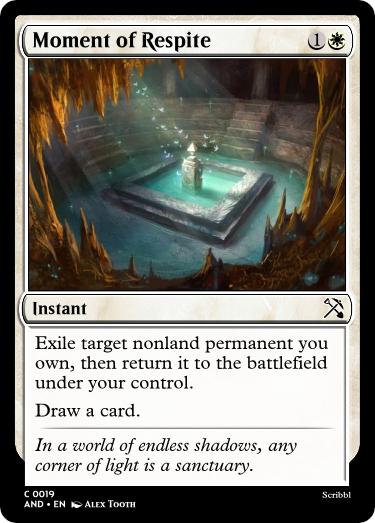 Moment of Respite 1
Instant
Exile target nonland permanent you
own, then return it to the battlefield
under your control.
Draw a card.
In a world of endless shadows, any
corner of light is a sanctuary.
C 0019
AND • EN Alex Tooth
Scribbl